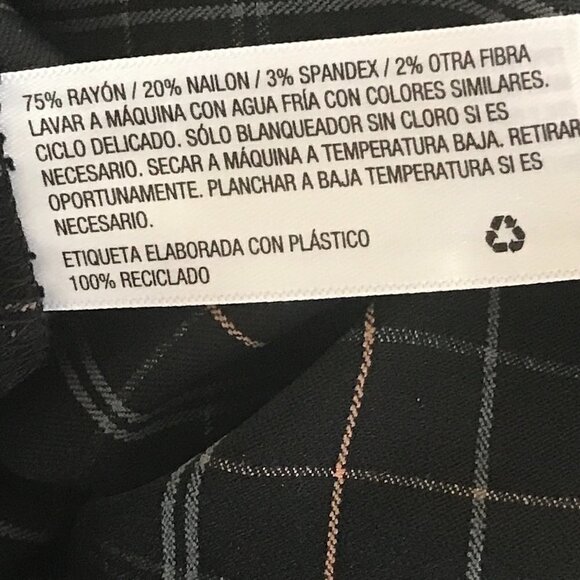 75% RAYÓN / 20% NAILON / 3% SPANDEX / 2% OTRA FIBRA
LAVAR A MÁQUINA CON AGUA FRÍA CON COLORES SIMILARES.
CICLO DELICADO. SÓLO BLANQUEADOR SIN CLORO SI ES
NECESARIO. SECAR A MÁQUINA A TEMPERATURA BAJA. RETIRAR
OPORTUNAMENTE. PLANCHAR A BAJA TEMPERATURA SI ES
NECESARIO.
ETIQUETA ELABORADA CON PLÁSTICO
100% RECICLADO